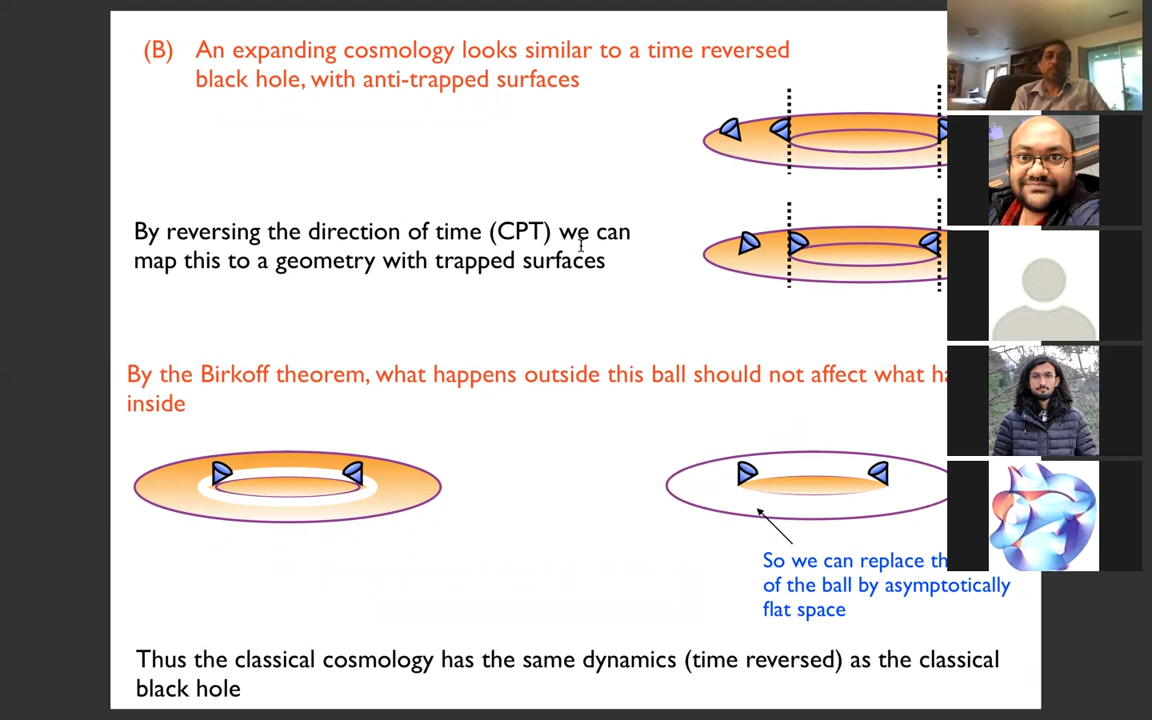 (B) An expanding cosmology looks similar to a time reversed
black hole, with anti-trapped surfaces
By reversing the direction of time (CPT) we can
map this to a geometry with trapped surfaces
By the Birkoff theorem, what happens outside this ball should not affect what
inside
So we can replace
of the ball by asymptotically
flat space
Thus the classical cosmology has the same dynamics (time reversed) as the classical
black hole